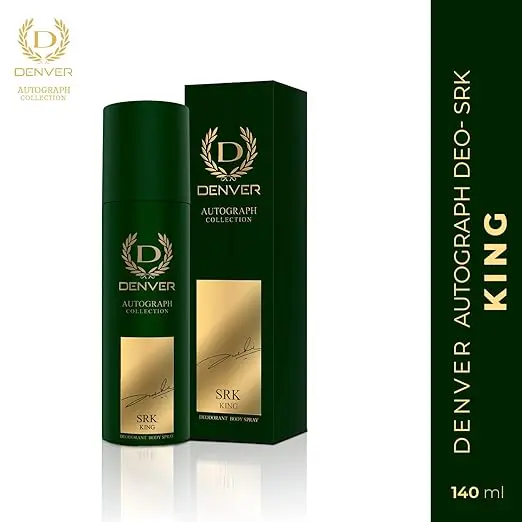 D
DENVER
AUTOGRAPH
COLLECTION
D
DENVER
AUTOGRAPH
COLLECTION
SRK
KING
DEODORANT BODY SPRAY
D
DENVER
AUTOGRAPH
COLLECTION
SRK
KING
DEODORANT BODY SPRAY
DENVER AUTOGRAPH DEO- SRK
KING
140 ml